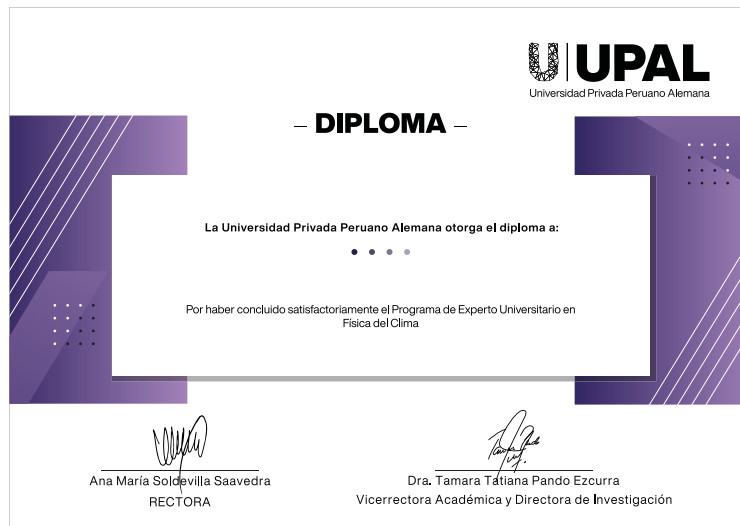 UPAL
Universidad Privada Peruano Alemana
– DIPLOMA –
La Universidad Privada Peruano Alemana otorga el diploma a:
Por haber concluido satisfactoriamente el Programa de Experto Universitario en
Física del Clima
Ana María Soldevilla Saavedra
RECTORA
Dra. Tamara Tatiana Pando Ezcurra
Vicerrectora Académica y Directora de Investigación